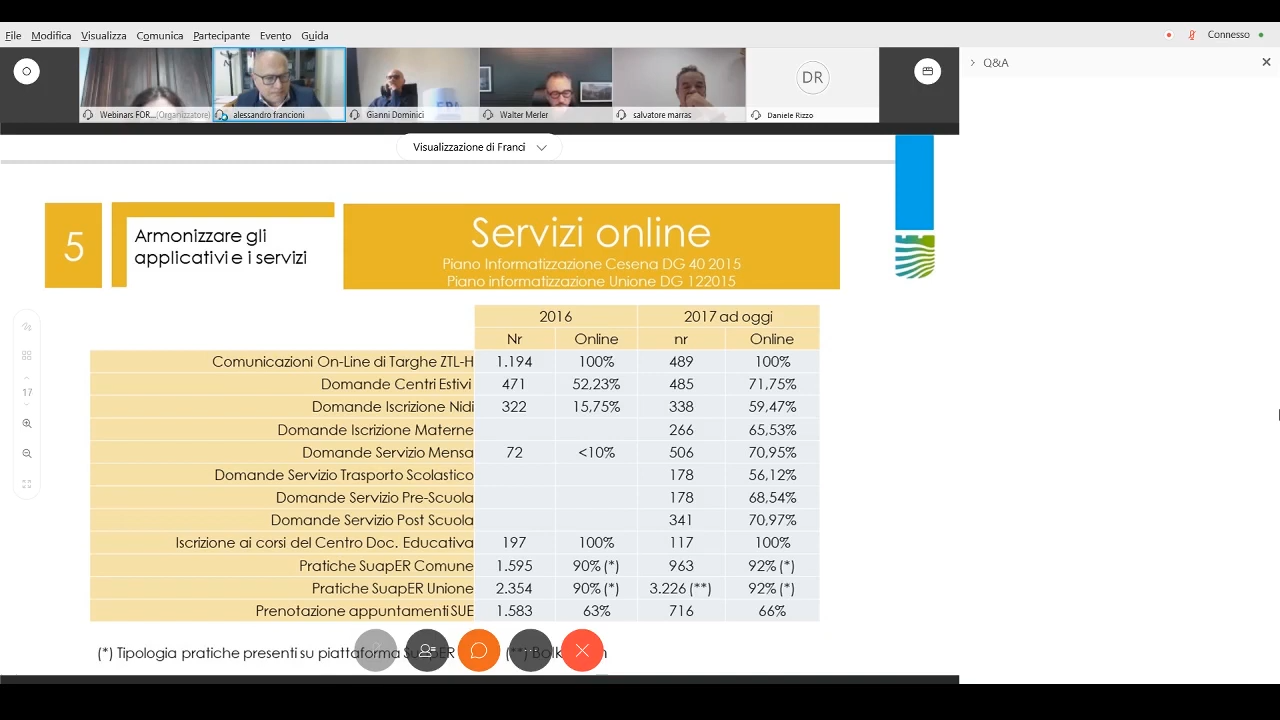 File Modifica Visualizza Comunica Partecipante Evento Guida
Connesso
Q&A
Webinars FOR... (Organizzatore)
alessandro francioni
Gianni Dominici
Walter Merler
salvatore marras
DR
Daniele Rizzo
Visualizzazione di Franci
5
Armonizzare gli
applicativi e i servizi
Servizi online
Piano Informatizzazione Cesena DG 40 2015
Piano informatizzazione Unione DG 122015
2016 2017 ad oggi
Nr Online nr Online
Comunicazioni On-Line di Targhe ZTL-H 1.194 100% 489 100%
Domande Centri Estivi 471 52,23% 485 71,75%
Domande Iscrizione Nidi 322 15,75% 338 59,47%
Domande Iscrizione Materne 266 65,53%
Domande Servizio Mensa 72 <10% 506 70,95%
Domande Servizio Trasporto Scolastico 178 56,12%
Domande Servizio Pre-Scuola 178 68,54%
Domande Servizio Post Scuola 341 70,97%
Iscrizione ai corsi del Centro Doc. Educativa 197 100% 117 100%
Pratiche SuapER Comune 1.595 90% (*) 963 92% (*)
Pratiche SuapER Unione 2.354 90% (*) 3.226 (**) 92% (*)
Prenotazione appuntamenti SUE 1.583 63% 716 66%
17
(*) Tipologia pratiche presenti su piattaforma SuapER